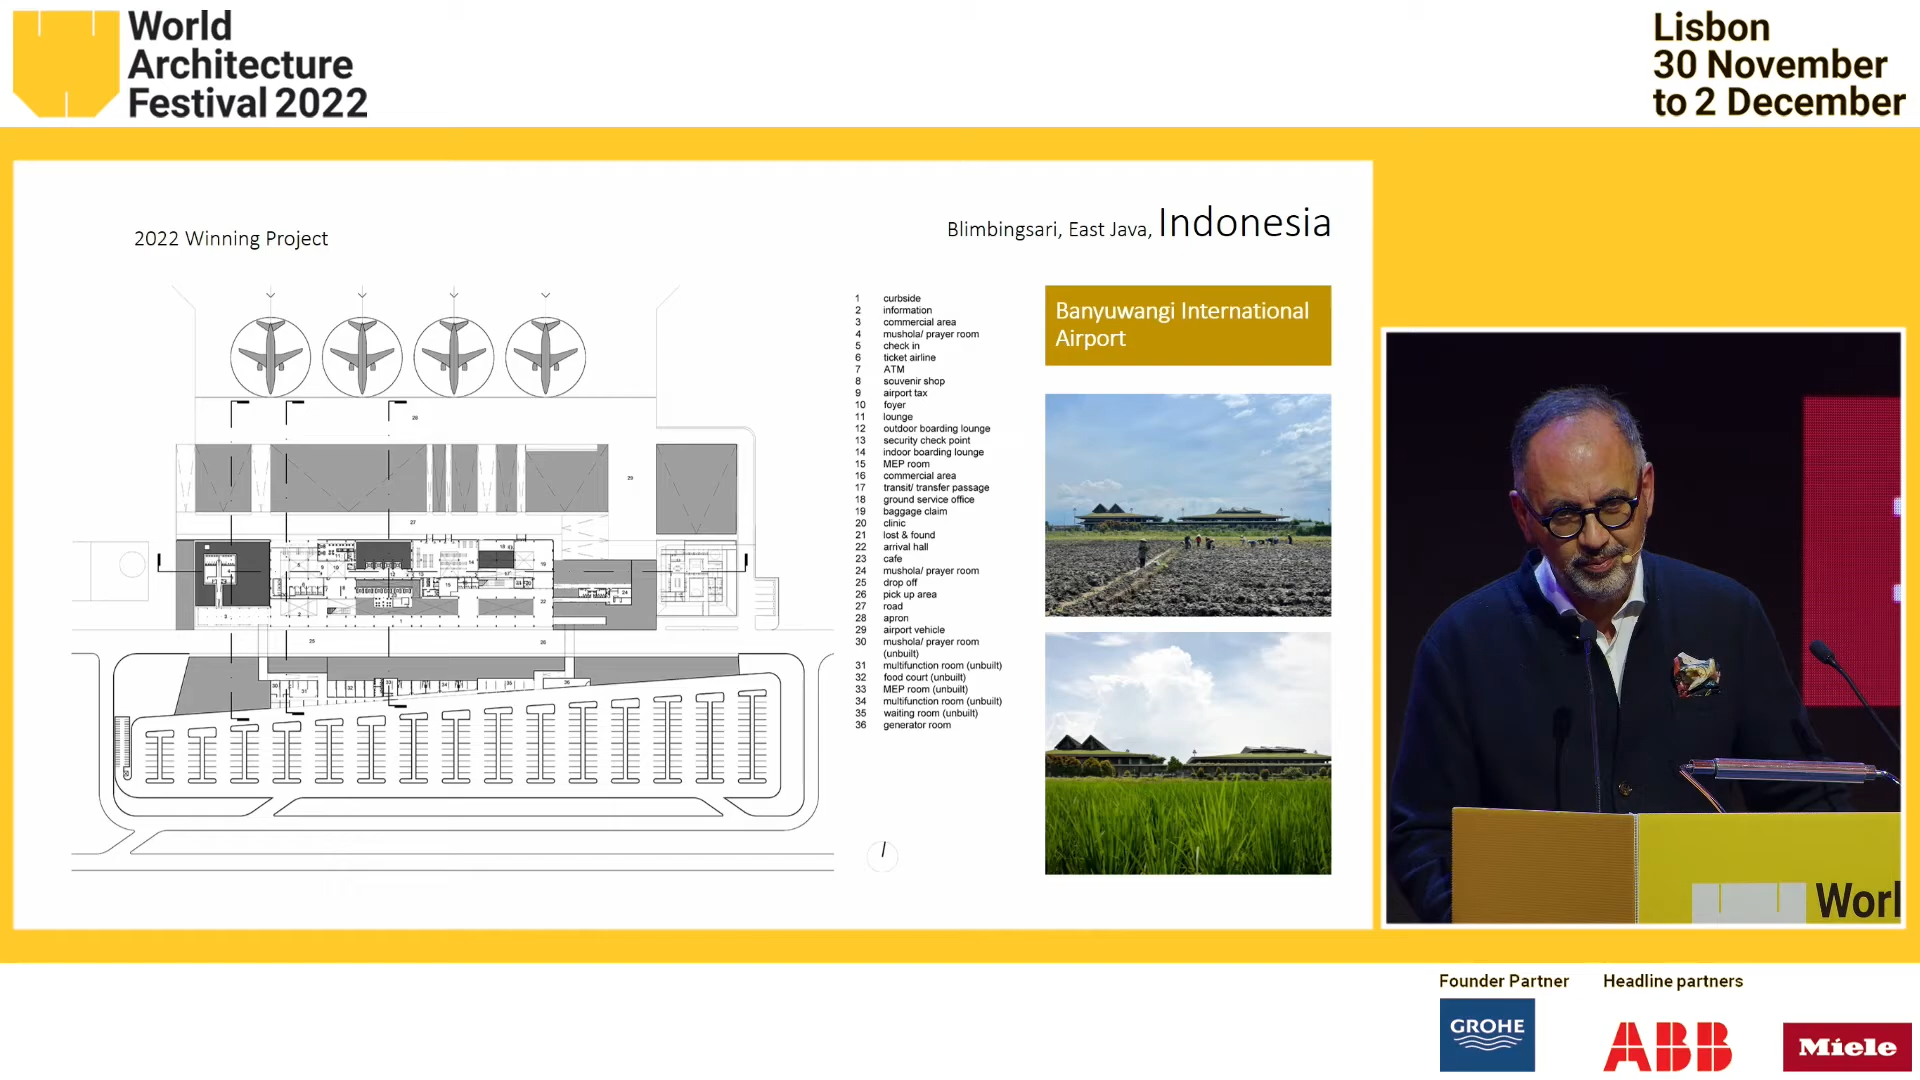 World
Architecture
Festival 2022
Lisbon
30 November
to 2 December
2022 Winning Project
Blimbingsari, East Java, Indonesia
1 curbside
2 information
3 commercial area
4 mushola/ prayer room
5 check in
6 ticket airline
7 ATM
8 souvenir shop
9 airport tax
10 foyer
11 lounge
12 outdoor boarding lounge
13 security check point
14 indoor boarding lounge
15 MEP room
16 commercial area
17 transit/ transfer passage
18 ground service office
19 baggage claim
20 clinic
21 lost & found
22 arrival hall
23 cafe
24 mushola/ prayer room
25 drop off
26 pick up area
27 road
28 apron
29 airport vehicle
30 mushola/ prayer room
(unbuilt)
31 multifunction room (unbuilt)
32 food court (unbuilt)
33 MEP room (unbuilt)
34 multifunction room (unbuilt)
35 waiting room (unbuilt)
36 generator room
Banyuwangi International
Airport
28
29
27
25
26
Worl
Founder Partner
Headline partners
GROHE
ABB
Miele